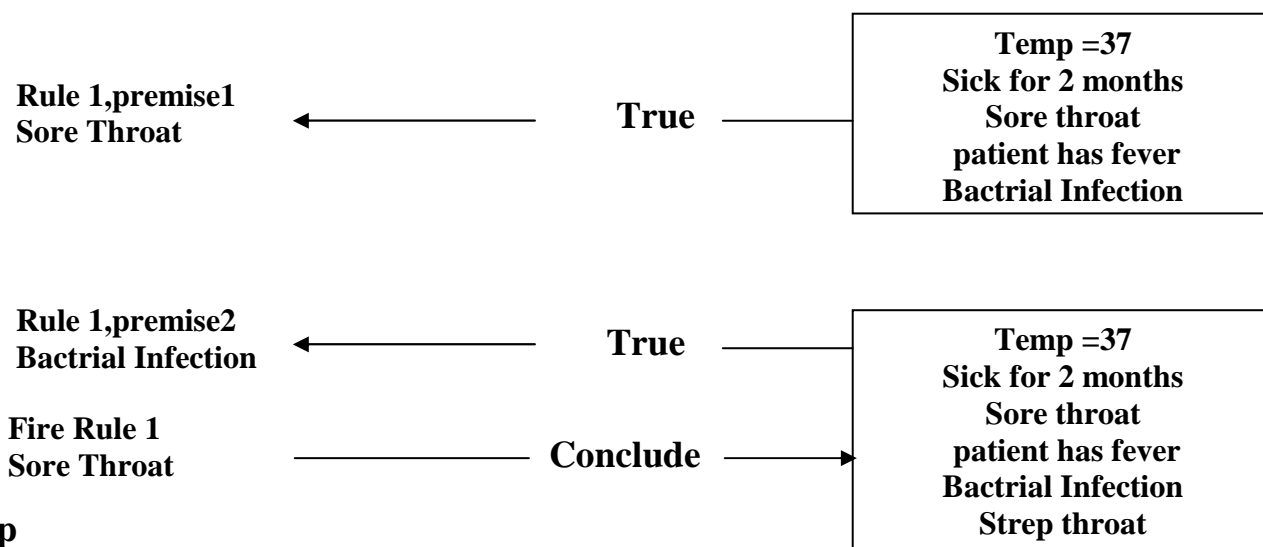 Rule 1,premise1
Sore Throat
True
Temp =37
Sick for 2 months
Sore throat
patient has fever
Bactrial Infection
Rule 1,premise2
Bactrial Infection
True
Fire Rule 1
Sore Throat
Conclude
Temp =37
Sick for 2 months
Sore throat
patient has fever
Bactrial Infection
Strep throat